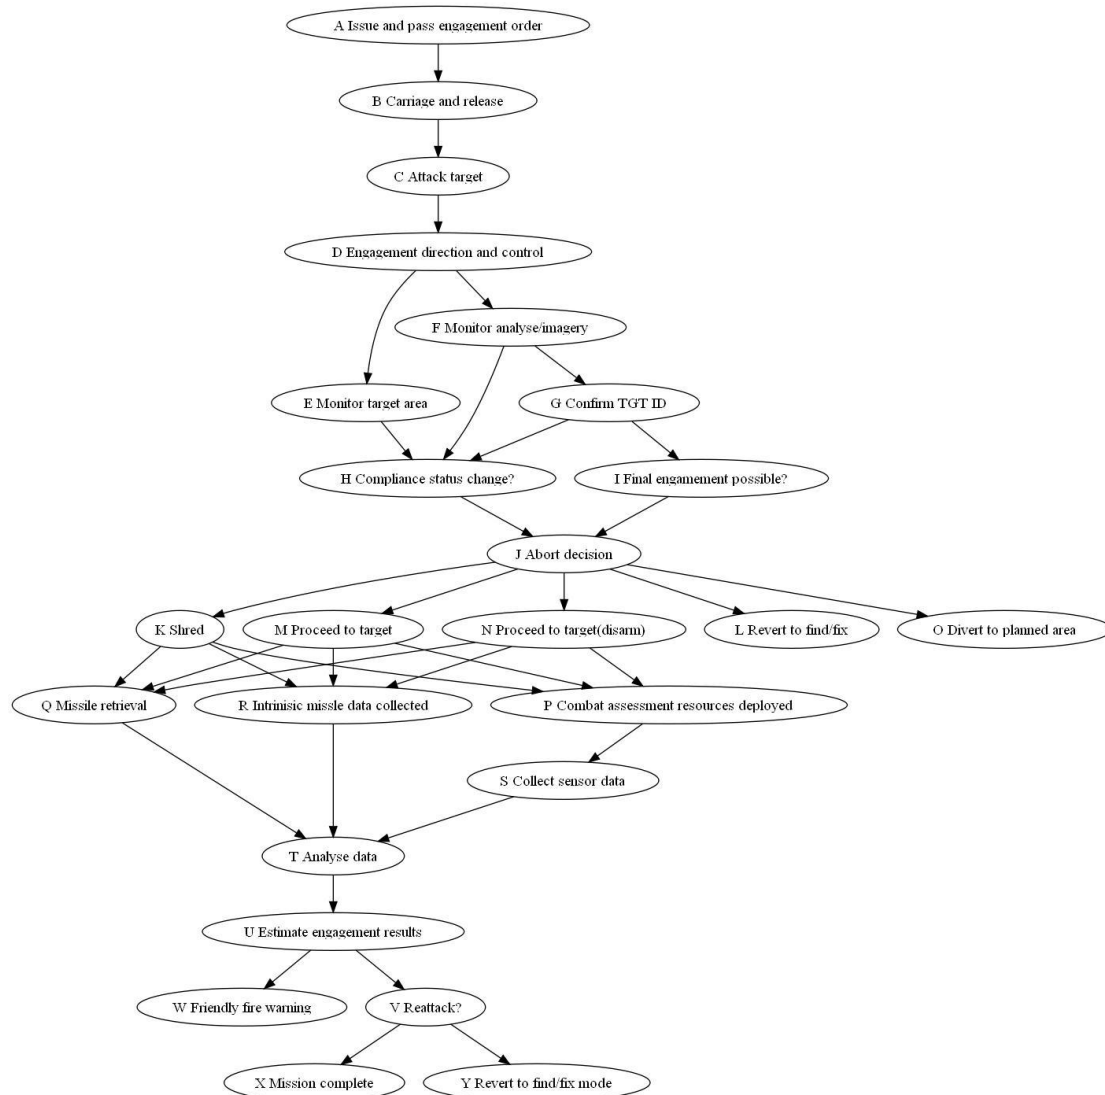 A Issue and pass engagement order
B Carriage and release
C Attack target
D Engagement direction and control
F Monitor analyse/imagery
E Monitor target area
G Confirm TGT ID
H Compliance status change?
I Final engamement possible?
J Abort decision
K Shred
M Proceed to target
N Proceed to target(disarm)
L Revert to find/fix
O Divert to planned area
Q Missile retrieval
R Intrinisic missle data collected
P Combat assessment resources deployed
S Collect sensor data
T Analyse data
U Estimate engagement results
W Friendly fire warning
V Reattack?
X Mission complete
Y Revert to find/fix mode